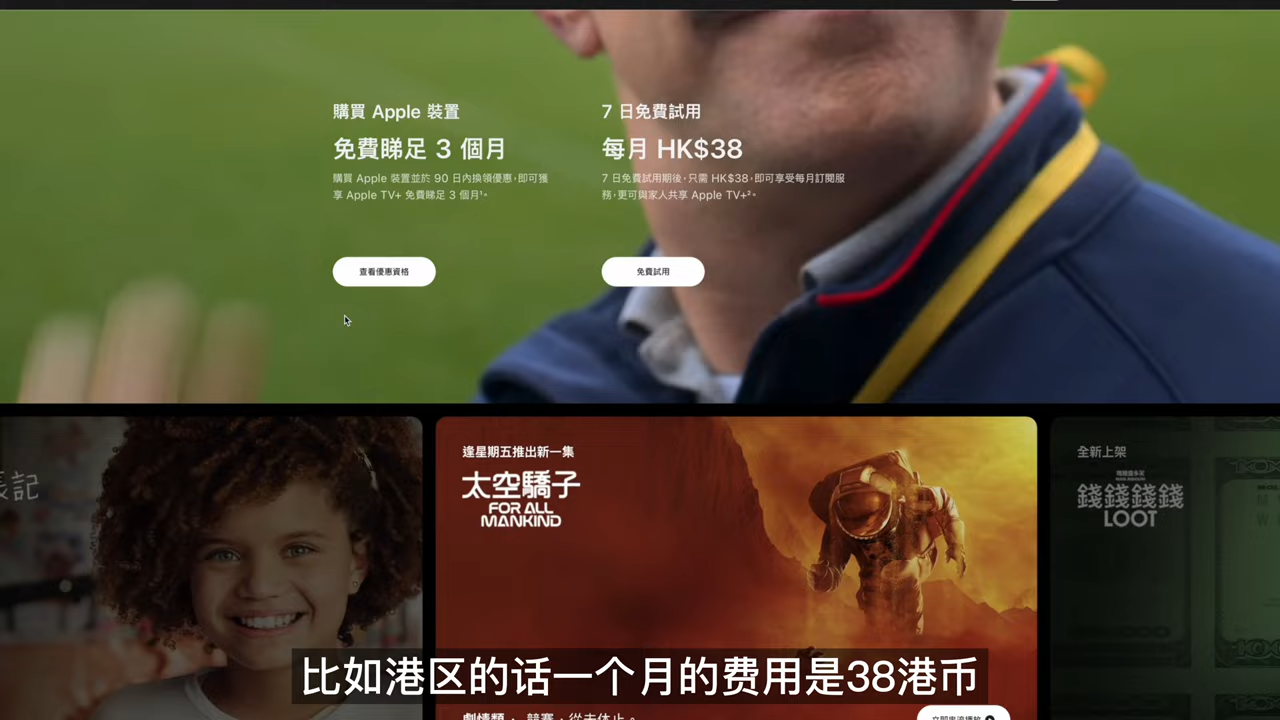 購買 Apple 裝置
免費睇足 3 個月
購買 Apple 裝置並於 90 日內換領優惠，即可獲
享 Apple TV+ 免費睇足 3 個月¹。
查看優惠資格
7 日免費試用
每月 HK$38
7 日免費試用期後，只需 HK$38，即可享受每月訂閱服
務，更可與家人共享 Apple TV+²。
免費試用
表記
逢星期五推出新一集
太空驕子
FOR ALL
MANKIND
全新上架
錢錢錢錢
LOOT
比如港区的话一个月的费用是38港币